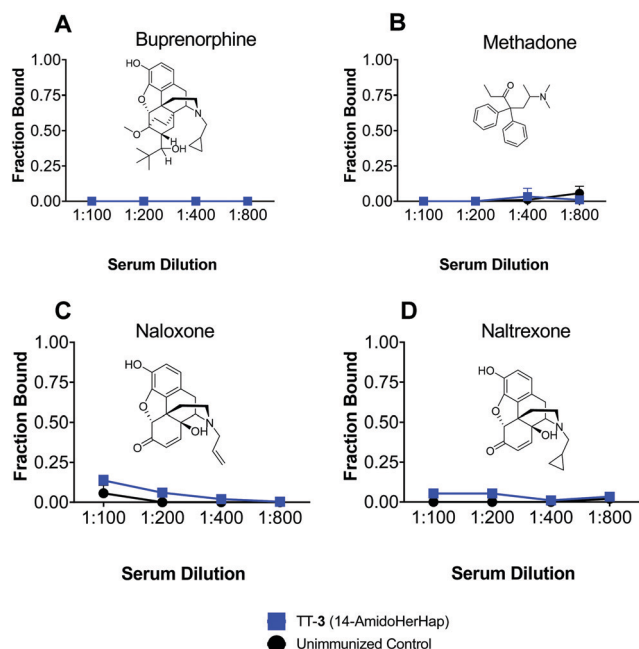 A
Buprenorphine
Fraction Bound
1.00
0.75
0.50
0.25
0.00
HO
O
N
O
H
OH
H
1:100 1:200 1:400 1:800
Serum Dilution
B
Methadone
Fraction Bound
1.00
0.75
0.50
0.25
0.00
O
N
1:100 1:200 1:400 1:800
Serum Dilution
C
Naloxone
Fraction Bound
1.00
0.75
0.50
0.25
0.00
HO
O
N
OH
O
1:100 1:200 1:400 1:800
Serum Dilution
D
Naltrexone
Fraction Bound
1.00
0.75
0.50
0.25
0.00
HO
O
N
OH
O
1:100 1:200 1:400 1:800
Serum Dilution
TT-3 (14-AmidoHerHap)
Unimmunized Control